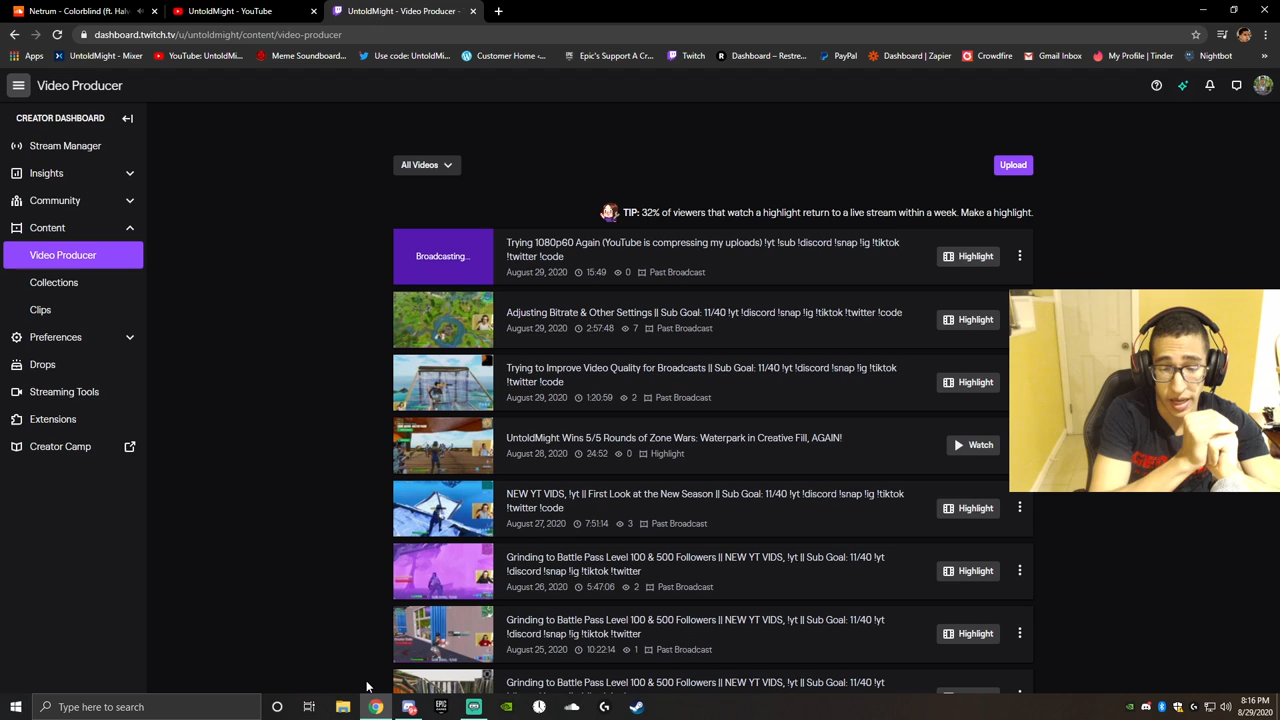 Netrum - Colorblind (ft. Hal
UntoldMight - YouTube
UntoldMight - Video Producer -
dashboard.twitch.tv/u/untoldmight/content/video-producer
Apps
UntoldMight - Mixer
YouTube: UntoldMi...
Meme Soundboard...
Use code: UntoldM...
Customer Home -...
Epic's Support A Cr...
Twitch
Dashboard – Restre...
PayPal
Dashboard | Zapier
Crowdfire
Gmail Inbox
My Profile | Tinder
Nightbot
Video Producer
CREATOR DASHBOARD
Stream Manager
Insights
Community
Content
Video Producer
Collections
Clips
Preferences
Drops
Streaming Tools
Extensions
Creator Camp
All Videos
Upload
TIP: 32% of viewers that watch a highlight return to a live stream within a week. Make a highlight.
Broadcasting...
Trying 1080p60 Again (YouTube is compressing my uploads) !yt !sub !discord !snap !ig !tiktok
!twitter !code
August 29, 2020 15:49 0 Past Broadcast
Highlight
Adjusting Bitrate & Other Settings || Sub Goal: 11/40 !yt !discord !snap !ig !tiktok !twitter !code
August 29, 2020 2:57:48 7 Past Broadcast
Highlight
Trying to Improve Video Quality for Broadcasts || Sub Goal: 11/40 !yt !discord !snap !ig !tiktok
!twitter !code
August 29, 2020 1:20:59 2 Past Broadcast
Highlight
UntoldMight Wins 5/5 Rounds of Zone Wars: Waterpark in Creative Fill, AGAIN!
August 28, 2020 24:52 0 Highlight
Watch
NEW YT VIDS, !yt || First Look at the New Season || Sub Goal: 11/40 !yt !discord !snap !ig !tiktok
!twitter !code
August 27, 2020 7:51:14 3 Past Broadcast
Highlight
Grinding to Battle Pass Level 100 & 500 Followers || NEW YT VIDS, !yt || Sub Goal: 11/40 !yt
!discord !snap !ig !tiktok !twitter
August 26, 2020 5:47:06 2 Past Broadcast
Highlight
Grinding to Battle Pass Level 100 & 500 Followers || NEW YT VIDS, !yt || Sub Goal: 11/40 !yt
!discord !snap !ig !tiktok !twitter
August 25, 2020 10:22:14 1 Past Broadcast
Highlight
Grinding to Battle Pass Level 100 & 500 Followers || NEW YT VIDS, !yt || Sub Goal: 11/40 !yt
Type here to search
8:16 PM
8/29/2020